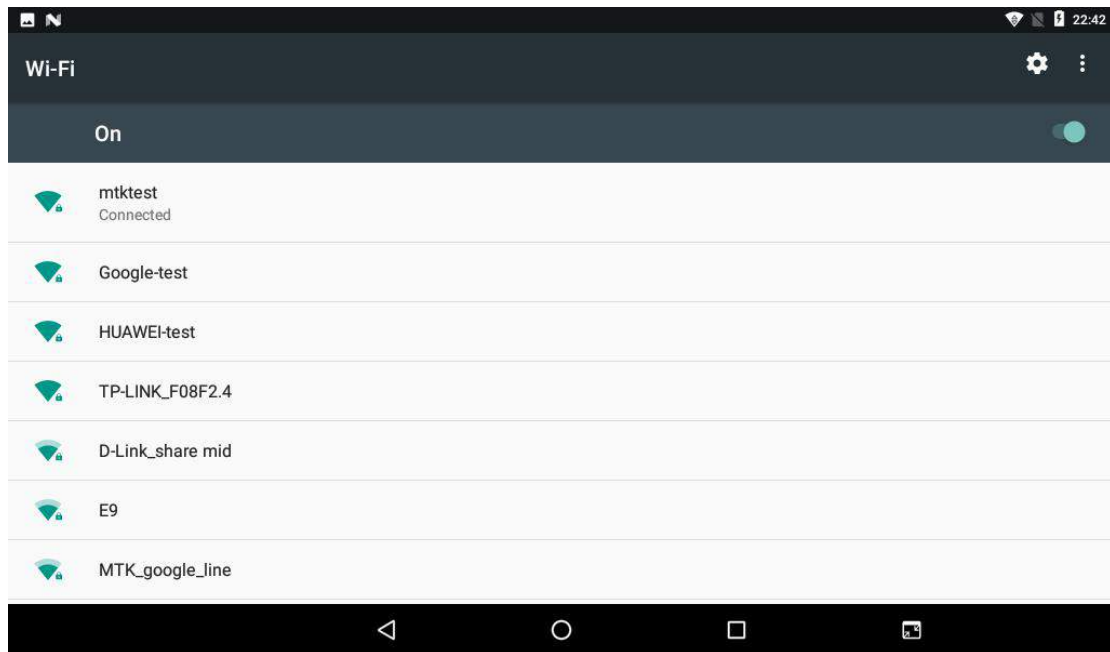 22:42
Wi-Fi
On
mtktest
Connected
Google-test
HUAWEI-test
TP-LINK_F08F2.4
D-Link_share mid
E9
MTK_google_line